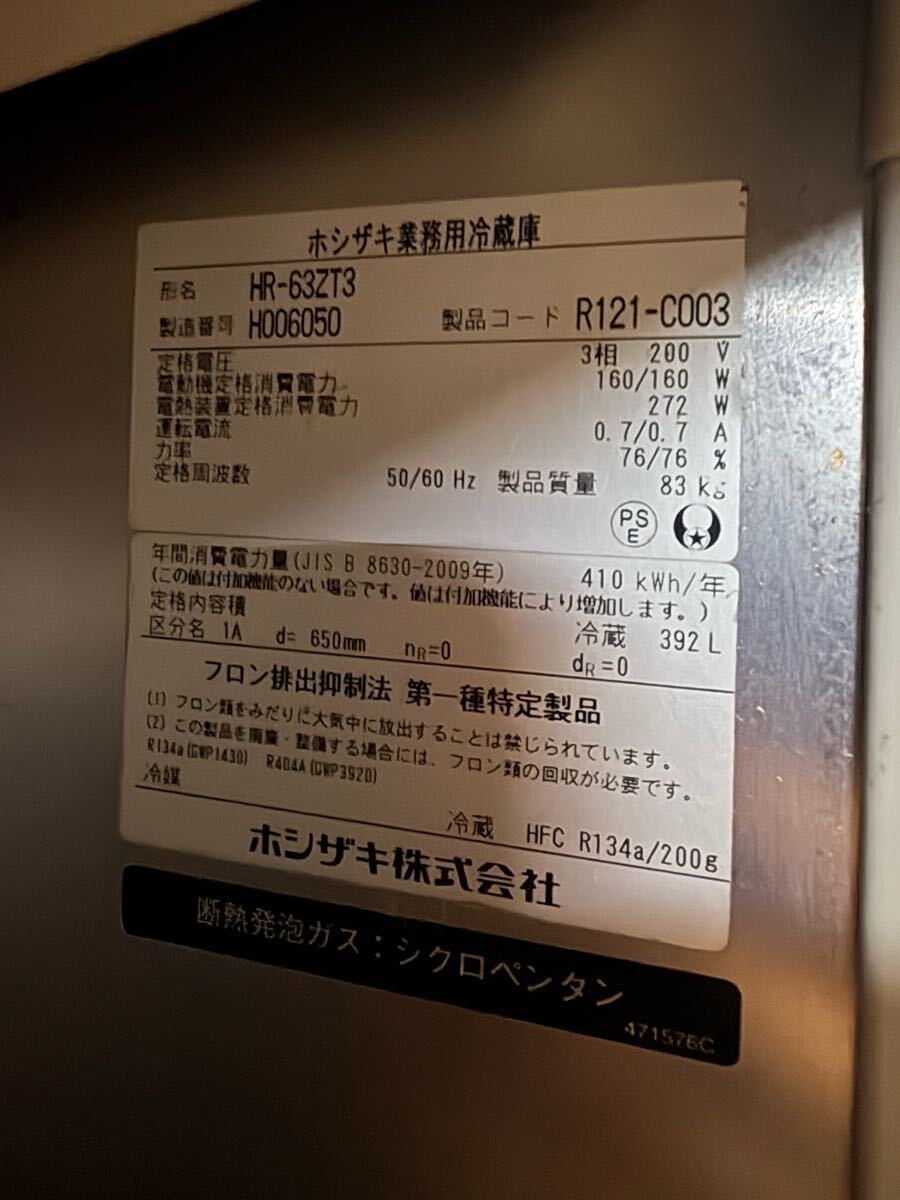 ホシザキ業務用冷蔵庫
形名 HR-63ZT3
製造番号 H006050 製品コード R121-C003
定格電圧 3相 200 V
電動機定格消費電力 160/160 W
電熱装置定格消費電力 272 W
運転電流 0.7/0.7 A
力率 76/76 %
定格周波数 50/60 Hz 製品質量 83 kg
PS
E
年間消費電力量(JIS B 8630-2009年) 410 kWh/年
(この値は付加機能のない場合です。値は付加機能により増加します。)
定格内容積 冷蔵 392 L
区分名 1A d= 650mm nR=0 dR=0
フロン排出抑制法 第一種特定製品
(1) フロン類をみだりに大気中に放出することは禁じられています。
(2) この製品を廃棄・整備する場合には、フロン類の回収が必要です。
R134a(GWP1430) R404A(GWP3920)
冷媒 冷蔵 HFC R134a/200g
ホシザキ株式会社
断熱発泡ガス:シクロペンタン
471576C